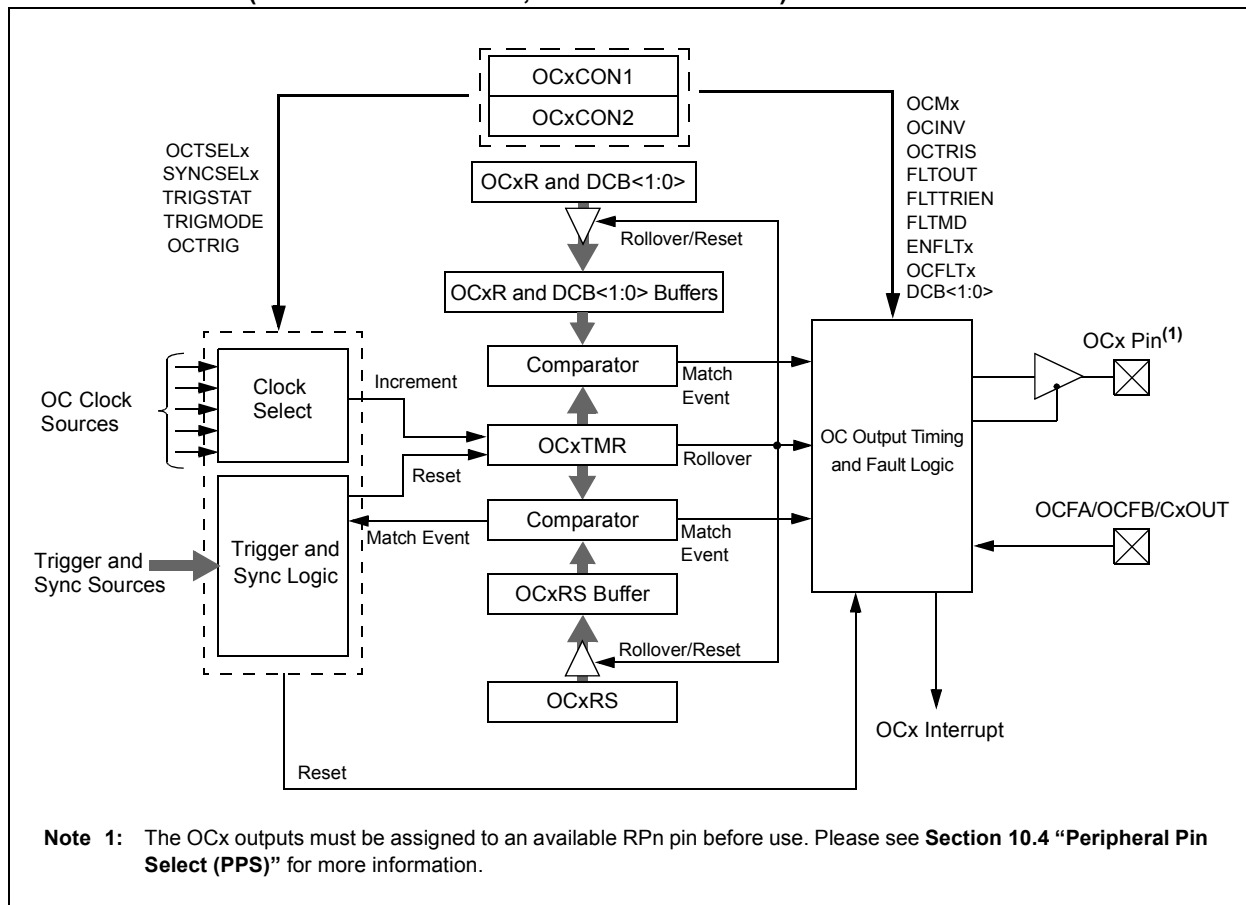 OCxCON1
OCxCON2
OCTSELx
SYNCSELx
TRIGSTAT
TRIGMODE
OCTRIG
OCMx
OCINV
OCTRIS
FLTOUT
FLTTRIEN
FLTMD
ENFLTx
OCFLTx
DCB<1:0>
OCxR and DCB<1:0>
Rollover/Reset
OCxR and DCB<1:0> Buffers
OC Clock
Sources
Clock
Select
Increment
Comparator
Match
Event
OCxTMR
Rollover
Reset
Comparator
Match Event
Match
Event
Trigger and
Sync Sources
Trigger and
Sync Logic
OCxRS Buffer
Rollover/Reset
OCxRS
Reset
OC Output Timing
and Fault Logic
OCx Pin(1)
OCFA/OCFB/CxOUT
OCx Interrupt
Note 1: The OCx outputs must be assigned to an available RPn pin before use. Please see Section 10.4 “Peripheral Pin
Select (PPS)” for more information.